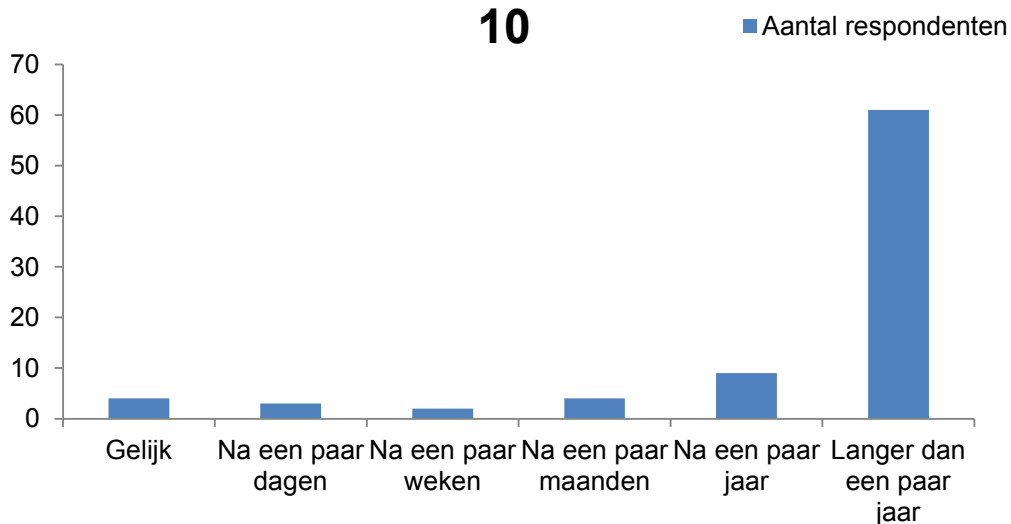 10
Aantal respondenten
70
60
50
40
30
20
10
0
Gelijk
Na een paar dagen
Na een paar weken
Na een paar maanden
Na een paar jaar
Langer dan een paar jaar